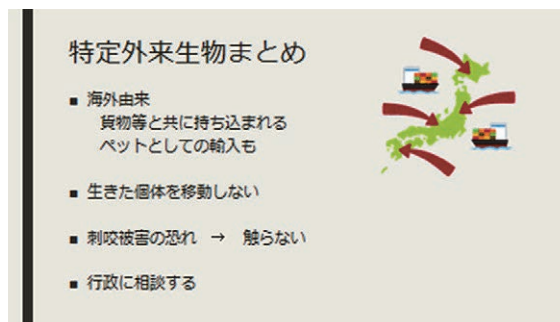 特定外来生物まとめ
■ 海外由来
貨物等と共に持ち込まれる
ペットとしての輸入も
■ 生きた個体を移動しない
■ 刺咬被害の恐れ → 触らない
■ 行政に相談する